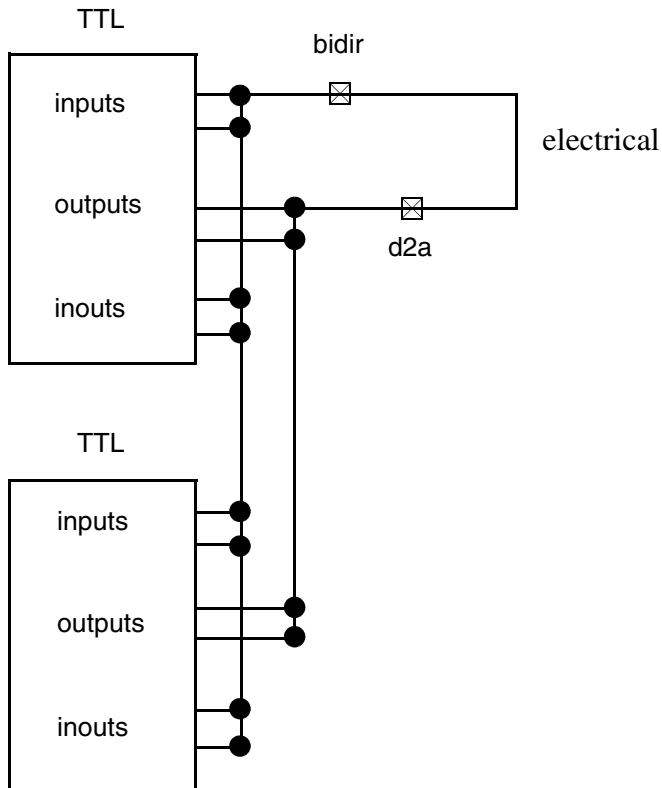 TTL
bidir
inputs
electrical
outputs
d2a
inouts
TTL
inputs
outputs
inouts